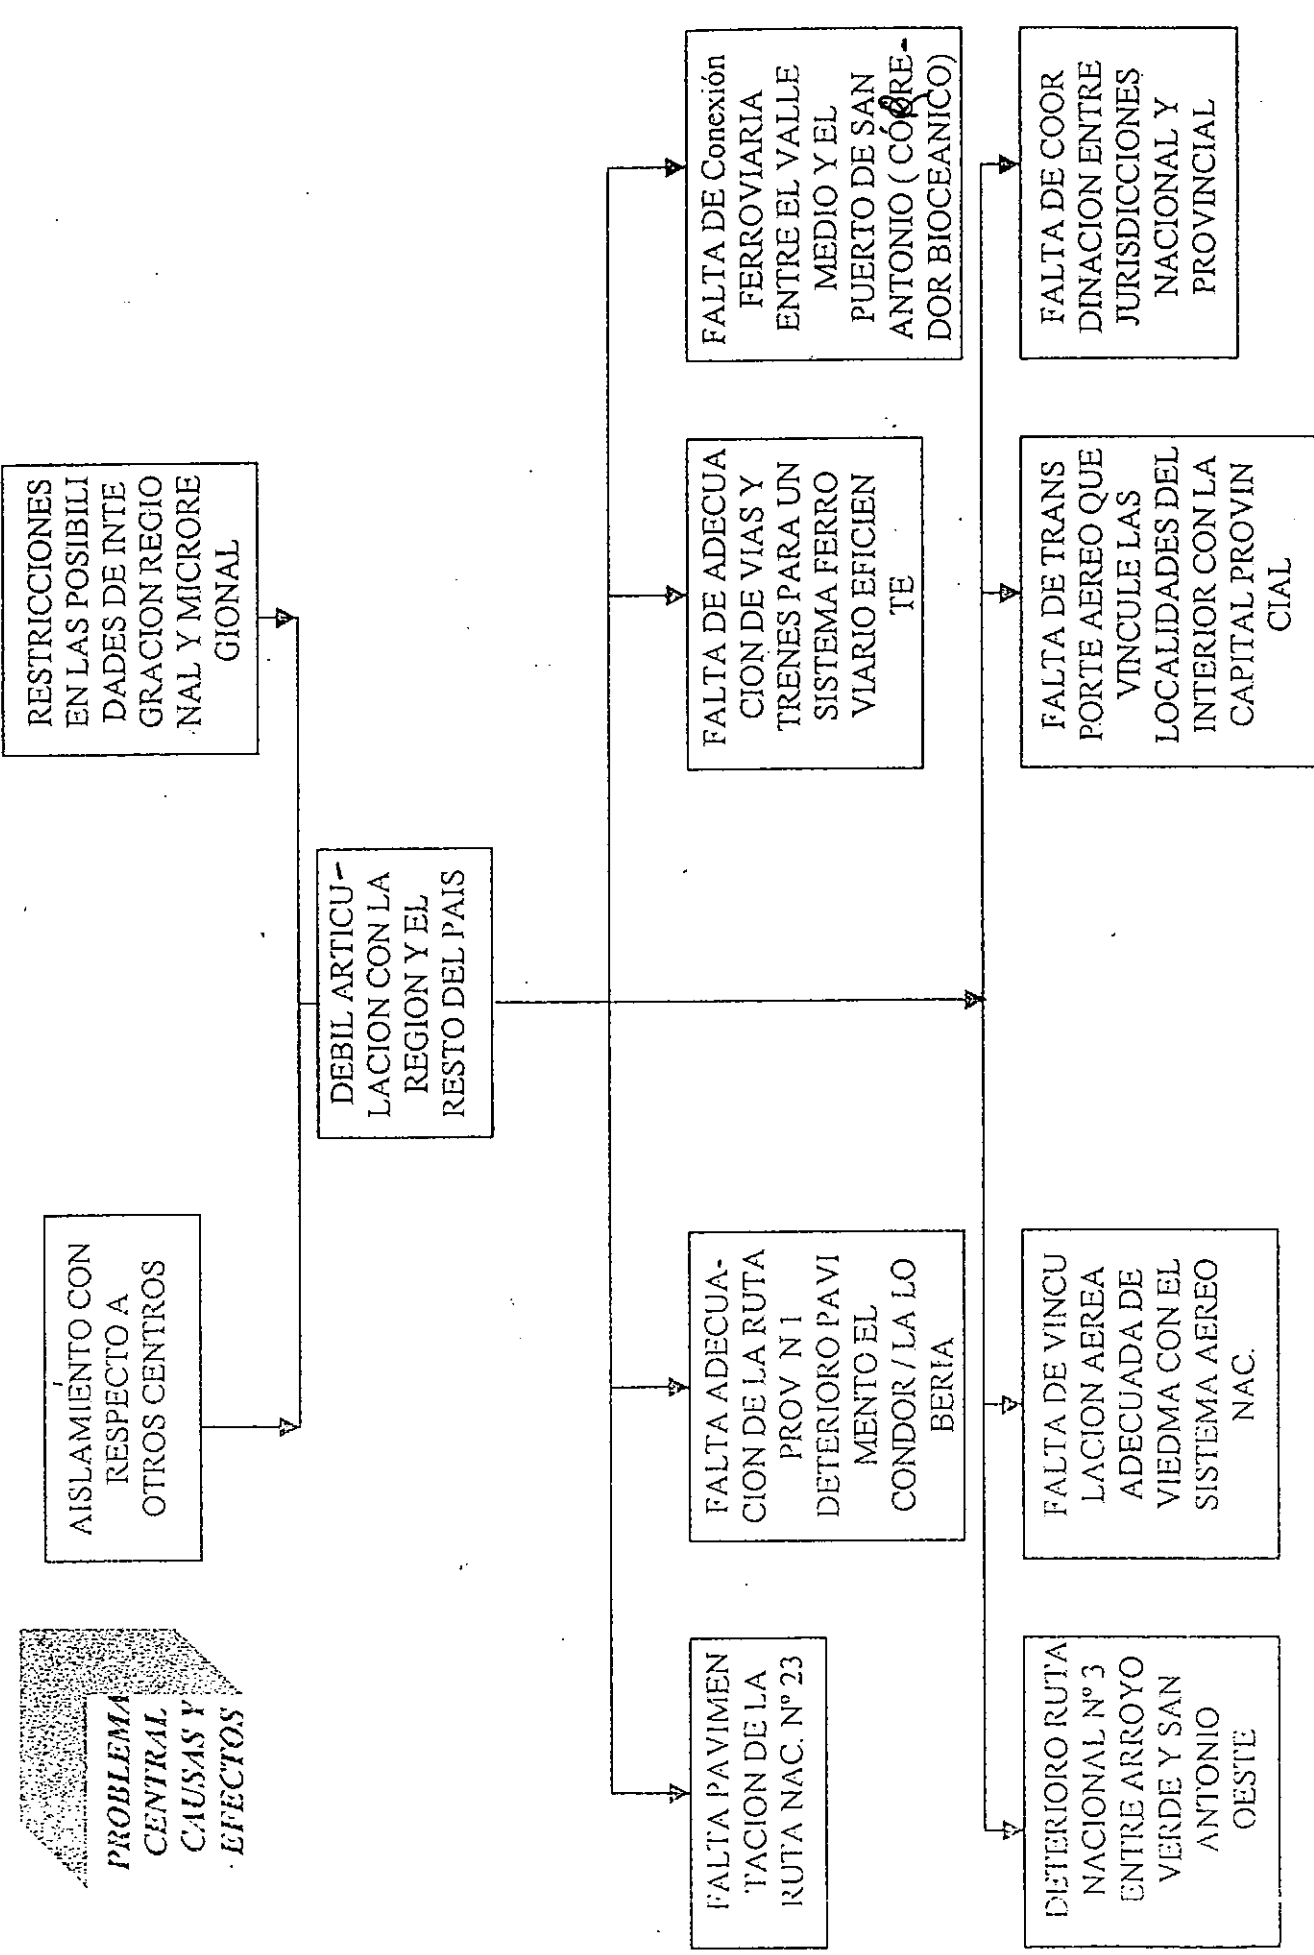 PROBLEMA
CENTRAL
CAUSAS Y
EFECTOS
AISLAMIENTO CON
RESPECTO A
OTROS CENTROS
RESTRICCIONES
EN LAS POSIBILI
DADES DE INTE
GRACION REGIO
NAL Y MICRORE
GIONAL
DEBIL ARTICU-
LACION CON LA
REGION Y EL
RESTO DEL PAIS
FALTA PAVIMEN
TACION DE LA
RUTA NAC. Nº 23
FALTA ADECUA-
CION DE LA RUTA
PROV N 1
DETERIORO PAVI
MENTO EL
CONDOR / LA LO
BERIA
FALTA DE ADECUA
CION DE VIAS Y
TRENES PARA UN
SISTEMA FERRO
VIARIO EFICIEN
TE
FALTA DE Conexión
FERROVIARIA
ENTRE EL VALLE
MEDIO Y EL
PUERTO DE SAN
ANTONIO ( CORRE-
DOR BIOCEANICO)
DETERIORO RUTA
NACIONAL Nº 3
ENTRE ARROYO
VERDE Y SAN
ANTONIO
OESTE
FALTA DE VINCU
LACION AEREA
ADECUADA DE
VIEDMA CON EL
SISTEMA AEREO
NAC.
FALTA DE TRANS
PORTE AEREO QUE
VINCULE LAS
LOCALIDADES DEL
INTERIOR CON LA
CAPITAL PROVIN
CIAL
FALTA DE COOR
DINACION ENTRE
JURISDICCIONES
NACIONAL Y
PROVINCIAL